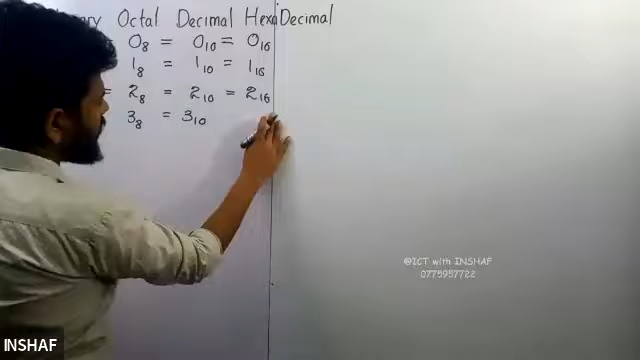 Octal Decimal HexaDecimal
0₈ = 0₁₀ = 0₁₆
1₈ = 1₁₀ = 1₁₆
= 2₈ = 2₁₀ = 2₁₆
3₈ = 3₁₀
@ICT with INSHAF
0775957722
INSHAF